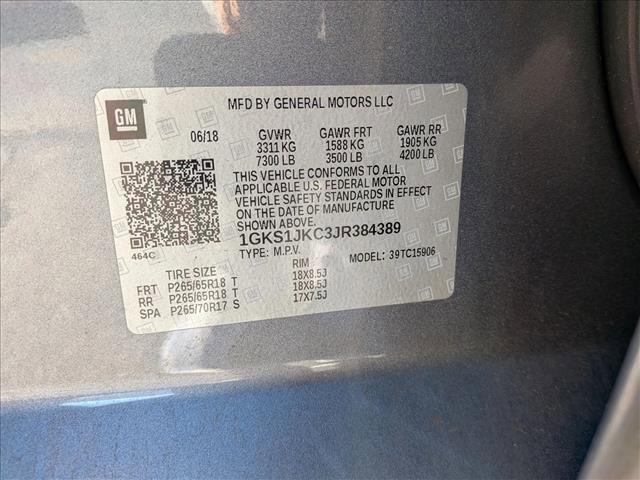 GM
MFD BY GENERAL MOTORS LLC
06/18 GVWR GAWR FRT GAWR RR
3311 KG 1588 KG 1905 KG
7300 LB 3500 LB 4200 LB
THIS VEHICLE CONFORMS TO ALL
APPLICABLE U.S. FEDERAL MOTOR
VEHICLE SAFETY STANDARDS IN EFFECT
ON THE DATE OF MANUFACTURE
SHOWN ABOVE.
1GKS1JKC3JR384389
464C TYPE: M.P.V. MODEL: 39TC15906
TIRE SIZE RIM
FRT P265/65R18 T 18X8.5J
RR P265/65R18 T 18X8.5J
SPA P265/70R17 S 17X7.5J